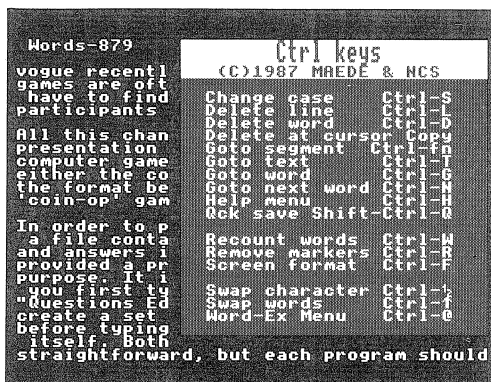 Words-879
vogue recentl
games are oft
have to find
participants
All this chan
presentation
computer game
either the co
the format be
'coin-op' gam
In order to p
a file conta
and answers i
provided a pr
purpose. It i
you first ty
"Questions Ed
create a set
before typing
itself. Both
straightforward, but each program should
Ctrl keys
(C)1987 MAEDÉ & NCS
Change case Ctrl-S
Delete line Ctrl-L
Delete word Ctrl-D
Delete at cursor Copy
Goto segment Ctrl-fn
Goto text Ctrl-T
Goto word Ctrl-G
Goto next word Ctrl-N
Help menu Ctrl-H
Qck save Shift-Ctrl-Q
Recount words Ctrl-W
Remove markers Ctrl-R
Screen format Ctrl-F
Swap character Ctrl-½
Swap words Ctrl-f
Word-Ex Menu Ctrl-@